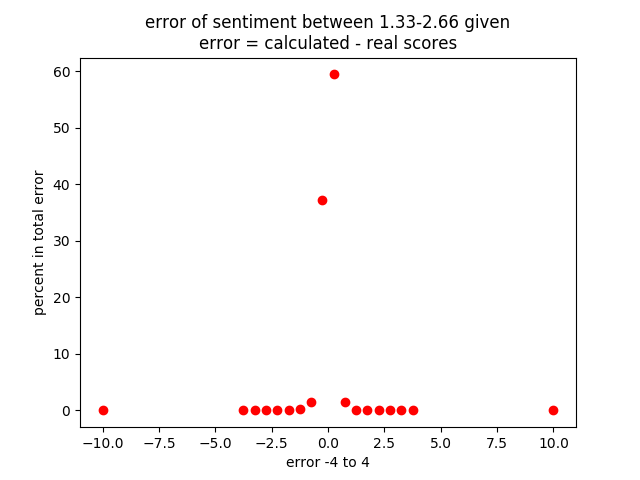 error of sentiment between 1.33-2.66 given
error = calculated - real scores
60
50
40
30
20
10
0
percent in total error
−10.0 −7.5 −5.0 −2.5 0.0 2.5 5.0 7.5 10.0
error -4 to 4